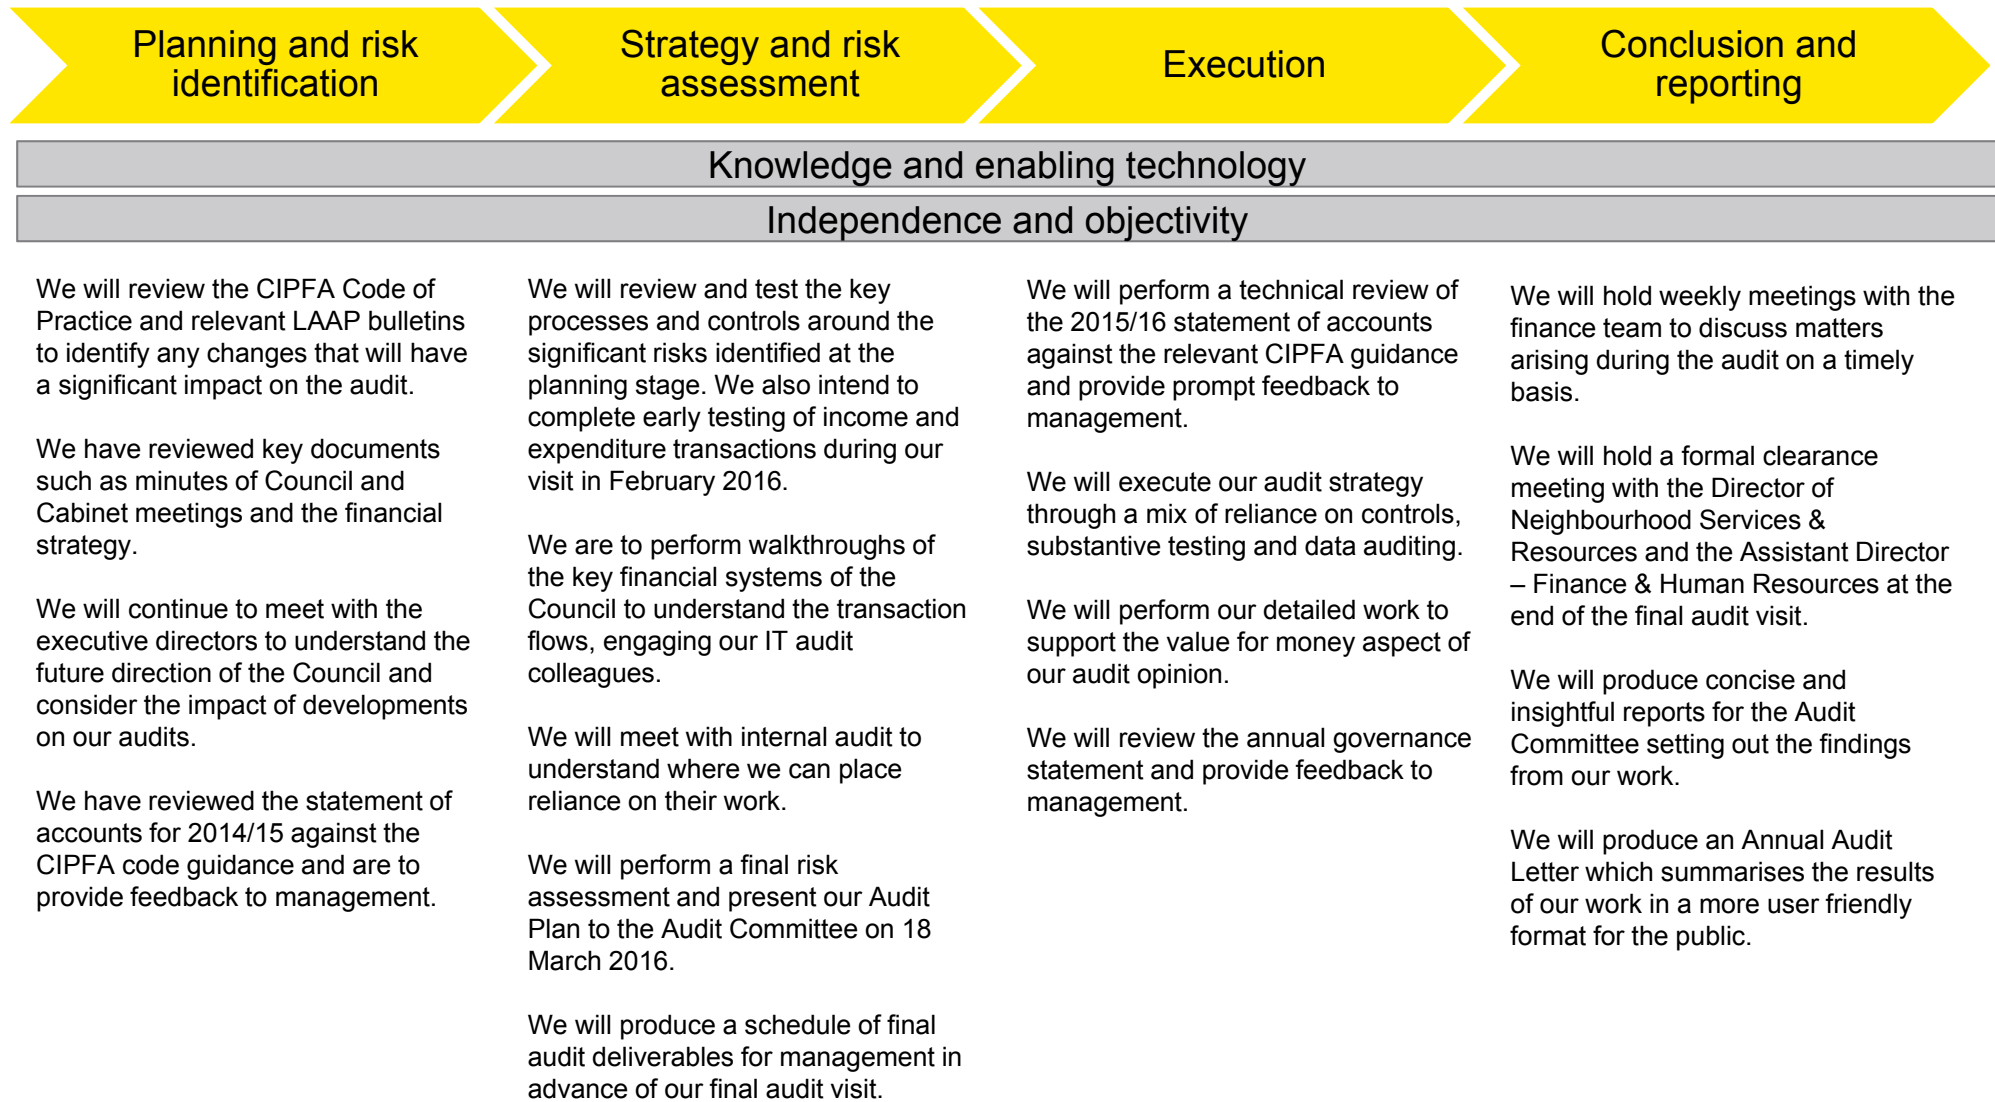 Planning and risk
identification
Strategy and risk
assessment
Execution
Conclusion and
reporting
Knowledge and enabling technology
Independence and objectivity
We will review the CIPFA Code of
Practice and relevant LAAP bulletins
to identify any changes that will have
a significant impact on the audit.
We have reviewed key documents
such as minutes of Council and
Cabinet meetings and the financial
strategy.
We will continue to meet with the
executive directors to understand the
future direction of the Council and
consider the impact of developments
on our audits.
We have reviewed the statement of
accounts for 2014/15 against the
CIPFA code guidance and are to
provide feedback to management.
We will review and test the key
processes and controls around the
significant risks identified at the
planning stage. We also intend to
complete early testing of income and
expenditure transactions during our
visit in February 2016.
We are to perform walkthroughs of
the key financial systems of the
Council to understand the transaction
flows, engaging our IT audit
colleagues.
We will meet with internal audit to
understand where we can place
reliance on their work.
We will perform a final risk
assessment and present our Audit
Plan to the Audit Committee on 18
March 2016.
We will produce a schedule of final
audit deliverables for management in
advance of our final audit visit.
We will perform a technical review of
the 2015/16 statement of accounts
against the relevant CIPFA guidance
and provide prompt feedback to
management.
We will execute our audit strategy
through a mix of reliance on controls,
substantive testing and data auditing.
We will perform our detailed work to
support the value for money aspect of
our audit opinion.
We will review the annual governance
statement and provide feedback to
management.
We will hold weekly meetings with the
finance team to discuss matters
arising during the audit on a timely
basis.
We will hold a formal clearance
meeting with the Director of
Neighbourhood Services &
Resources and the Assistant Director
– Finance & Human Resources at the
end of the final audit visit.
We will produce concise and
insightful reports for the Audit
Committee setting out the findings
from our work.
We will produce an Annual Audit
Letter which summarises the results
of our work in a more user friendly
format for the public.